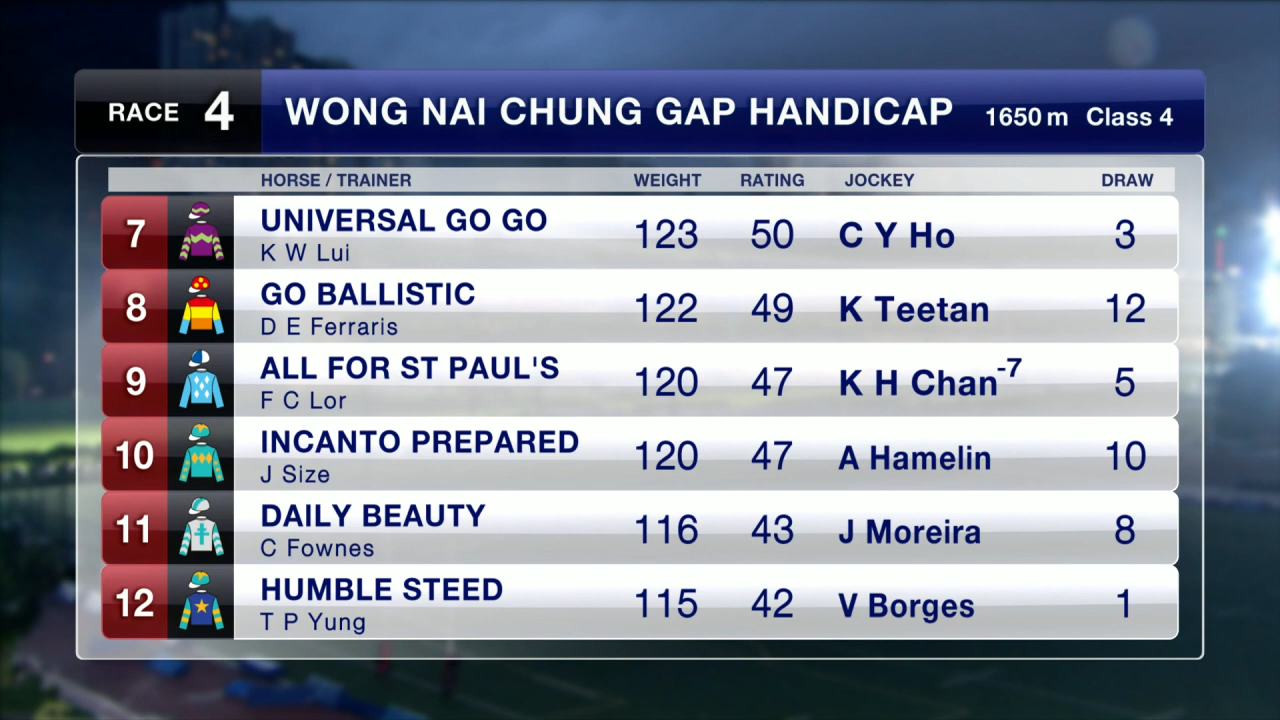 RACE 4 WONG NAI CHUNG GAP HANDICAP 1650 m Class 4
HORSE / TRAINER WEIGHT RATING JOCKEY DRAW
7 UNIVERSAL GO GO 123 50 C Y Ho 3
K W Lui
8 GO BALLISTIC 122 49 K Teetan 12
D E Ferraris
9 ALL FOR ST PAUL'S 120 47 K H Chan-7 5
F C Lor
10 INCANTO PREPARED 120 47 A Hamelin 10
J Size
11 DAILY BEAUTY 116 43 J Moreira 8
C Fownes
12 HUMBLE STEED 115 42 V Borges 1
T P Yung